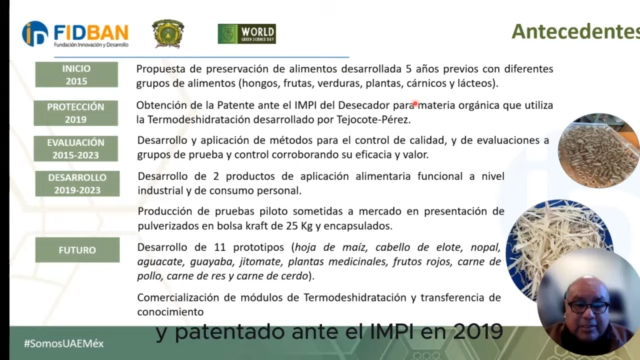 FIDBAN
Fundación Innovación y Desarrollo
WORLD
GREEN SCIENCE DAY
Antecedentes
INICIO
2015
Propuesta de preservación de alimentos desarrollada 5 años previos con diferentes
grupos de alimentos (hongos, frutas, verduras, plantas, cárnicos y lácteos).
PROTECCIÓN
2019
Obtención de la Patente ante el IMPI del Desecador para materia orgánica que utiliza
la Termodeshidratación desarrollado por Tejocote-Pérez.
EVALUACIÓN
2015-2023
Desarrollo y aplicación de métodos para el control de calidad, y de evaluaciones a
grupos de prueba y control corroborando su eficacia y valor.
DESARROLLO
2019-2023
Desarrollo de 2 productos de aplicación alimentaria funcional a nivel
industrial y de consumo personal.
Producción de pruebas piloto sometidas a mercado en presentación de
pulverizados en bolsa kraft de 25 Kg y encapsulados.
FUTURO
Desarrollo de 11 prototipos (hoja de maíz, cabello de elote, nopal,
aguacate, guayaba, jitomate, plantas medicinales, frutos rojos, carne de
pollo, carne de res y carne de cerdo).
Comercialización de módulos de Termodeshidratación y transferencia de
conocimiento
y patentado ante el IMPI en 2019
#SomosUAEMéx